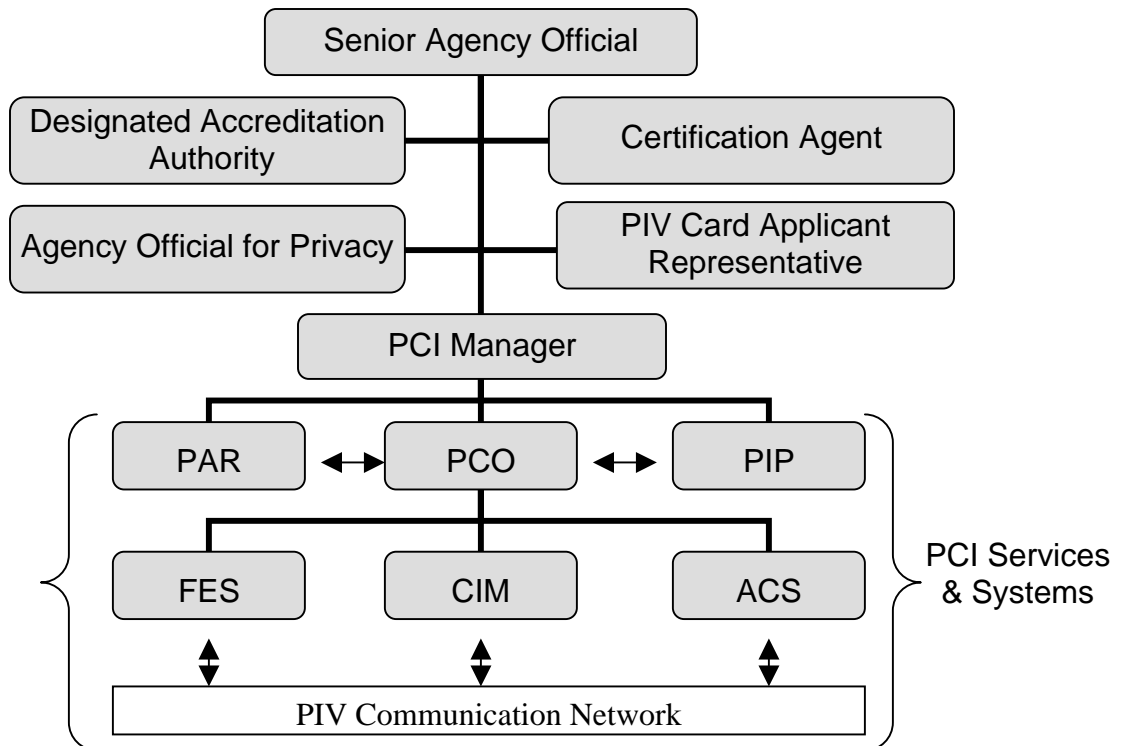 Senior Agency Official
Designated Accreditation
Authority
Certification Agent
Agency Official for Privacy
PIV Card Applicant
Representative
PCI Manager
PAR
PCO
PIP
FES
CIM
ACS
PCI Services
& Systems
PIV Communication Network